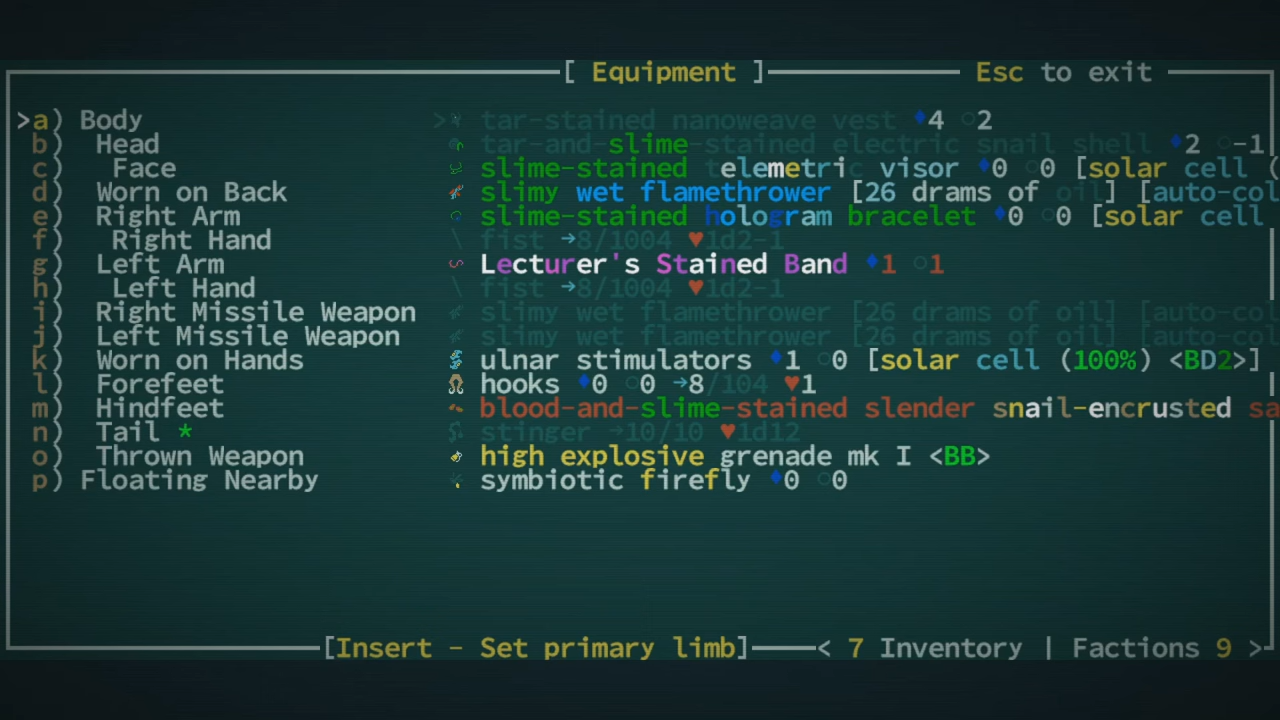 [ Equipment ] Esc to exit
>a) Body > tar-stained nanoweave vest ♦4 ○2
b) Head tar-and-slime-stained electric snail shell ♦2 ○-1
c) Face slime-stained telemetric visor ♦0 ○0 [solar cell (
d) Worn on Back slimy wet flamethrower [26 drams of oil] [auto-col
e) Right Arm slime-stained hologram bracelet ♦0 ○0 [solar cell
f) Right Hand \ fist →8/1004 ♥1d2-1
g) Left Arm Lecturer's Stained Band ♦1 ○1
h) Left Hand \ fist →8/1004 ♥1d2-1
i) Right Missile Weapon slimy wet flamethrower [26 drams of oil] [auto-col
j) Left Missile Weapon slimy wet flamethrower [26 drams of oil] [auto-col
k) Worn on Hands ulnar stimulators ♦1 ○0 [solar cell (100%) <BD2>]
l) Forefeet hooks ♦0 ○0 →8/104 ♥1
m) Hindfeet blood-and-slime-stained slender snail-encrusted sa
n) Tail * stinger →10/10 ♥1d12
o) Thrown Weapon high explosive grenade mk I <BB>
p) Floating Nearby symbiotic firefly ♦0 ○0
[Insert - Set primary limb] < 7 Inventory | Factions 9 >